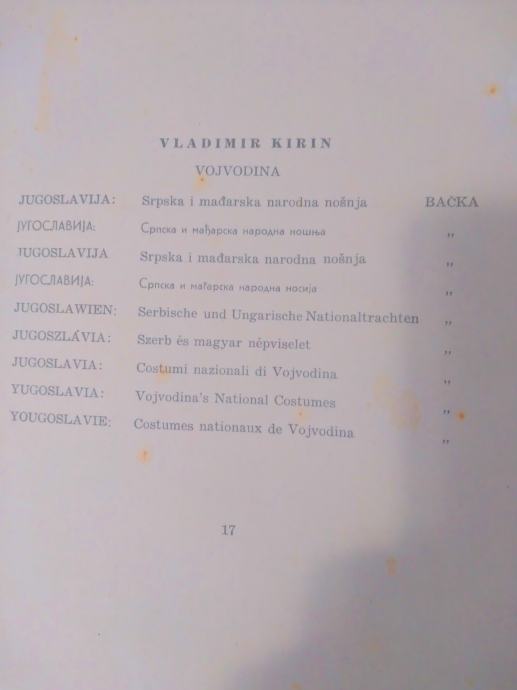 VLADIMIR KIRIN
VOJVODINA
JUGOSLAVIJA: Srpska i mađarska narodna nošnja BAČKA
ЈУГОСЛАВИЈА: Српска и мађарска народна ношња „
JUGOSLAVIJA Srpska i mađarska narodna nošnja „
ЈУГОСЛАВИЈА: Српска и маѓарска народна носија „
JUGOSLAWIEN: Serbische und Ungarische Nationaltrachten „
JUGOSZLÁVIA: Szerb és magyar népviselet „
JUGOSLAVIA: Costumi nazionali di Vojvodina „
YUGOSLAVIA: Vojvodina's National Costumes „
YOUGOSLAVIE: Costumes nationaux de Vojvodina „
17